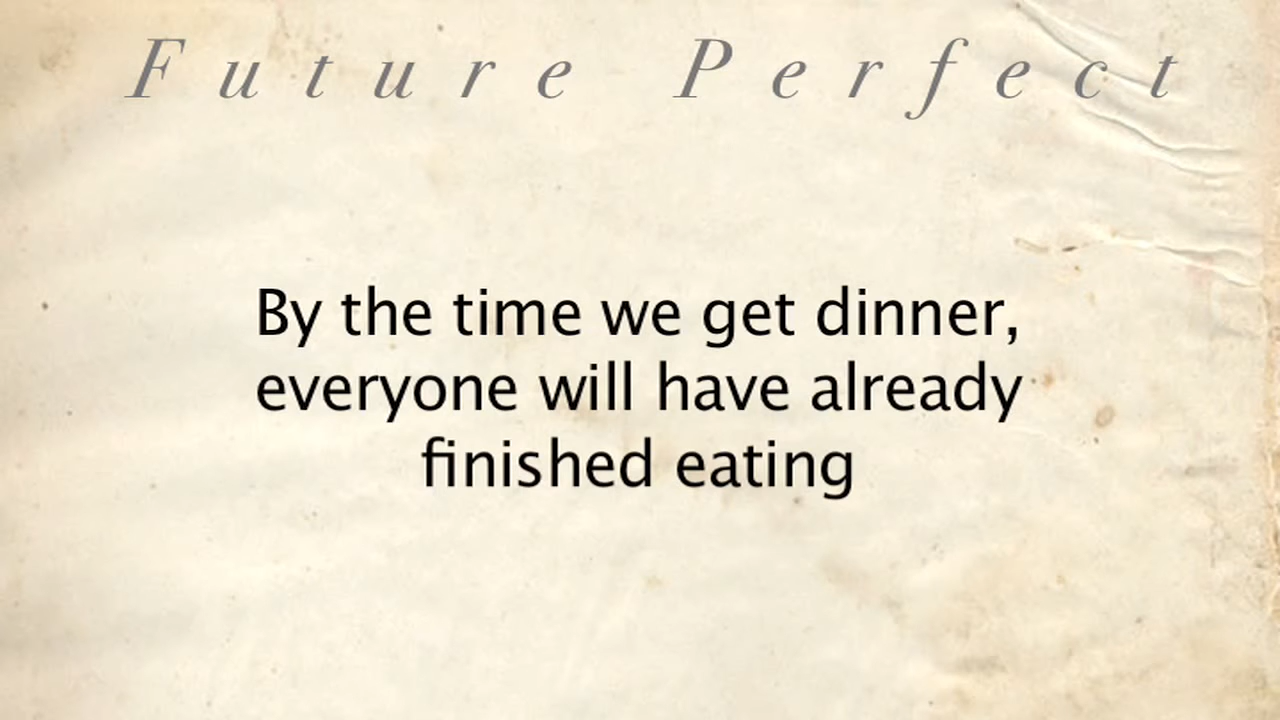 Future Perfect
By the time we get dinner,
everyone will have already
finished eating